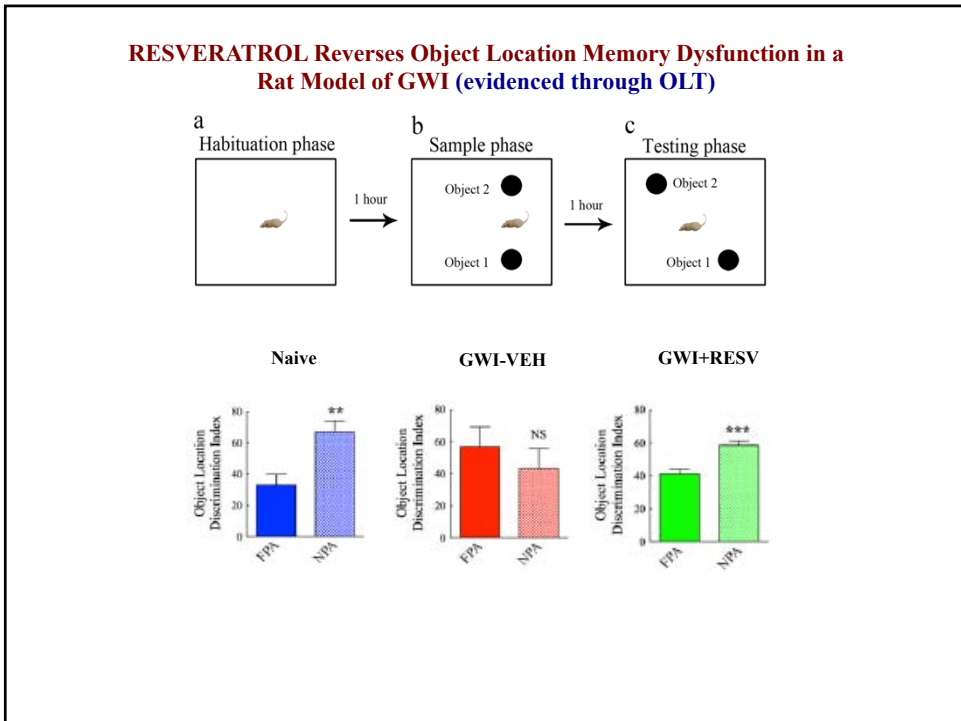 RESVERATROL Reverses Object Location Memory Dysfunction in a
Rat Model of GWI (evidenced through OLT)
a
Habituation phase
1 hour
b
Sample phase
Object 2
Object 1
1 hour
c
Testing phase
Object 2
Object 1
Naive
GWI-VEH
GWI+RESV
Object Location
Discrimination Index
80
60
40
20
0
**
FPA
NPA
Object Location
Discrimination Index
80
60
40
20
0
NS
FPA
NPA
Object Location
Discrimination Index
80
60
40
20
0
***
FPA
NPA